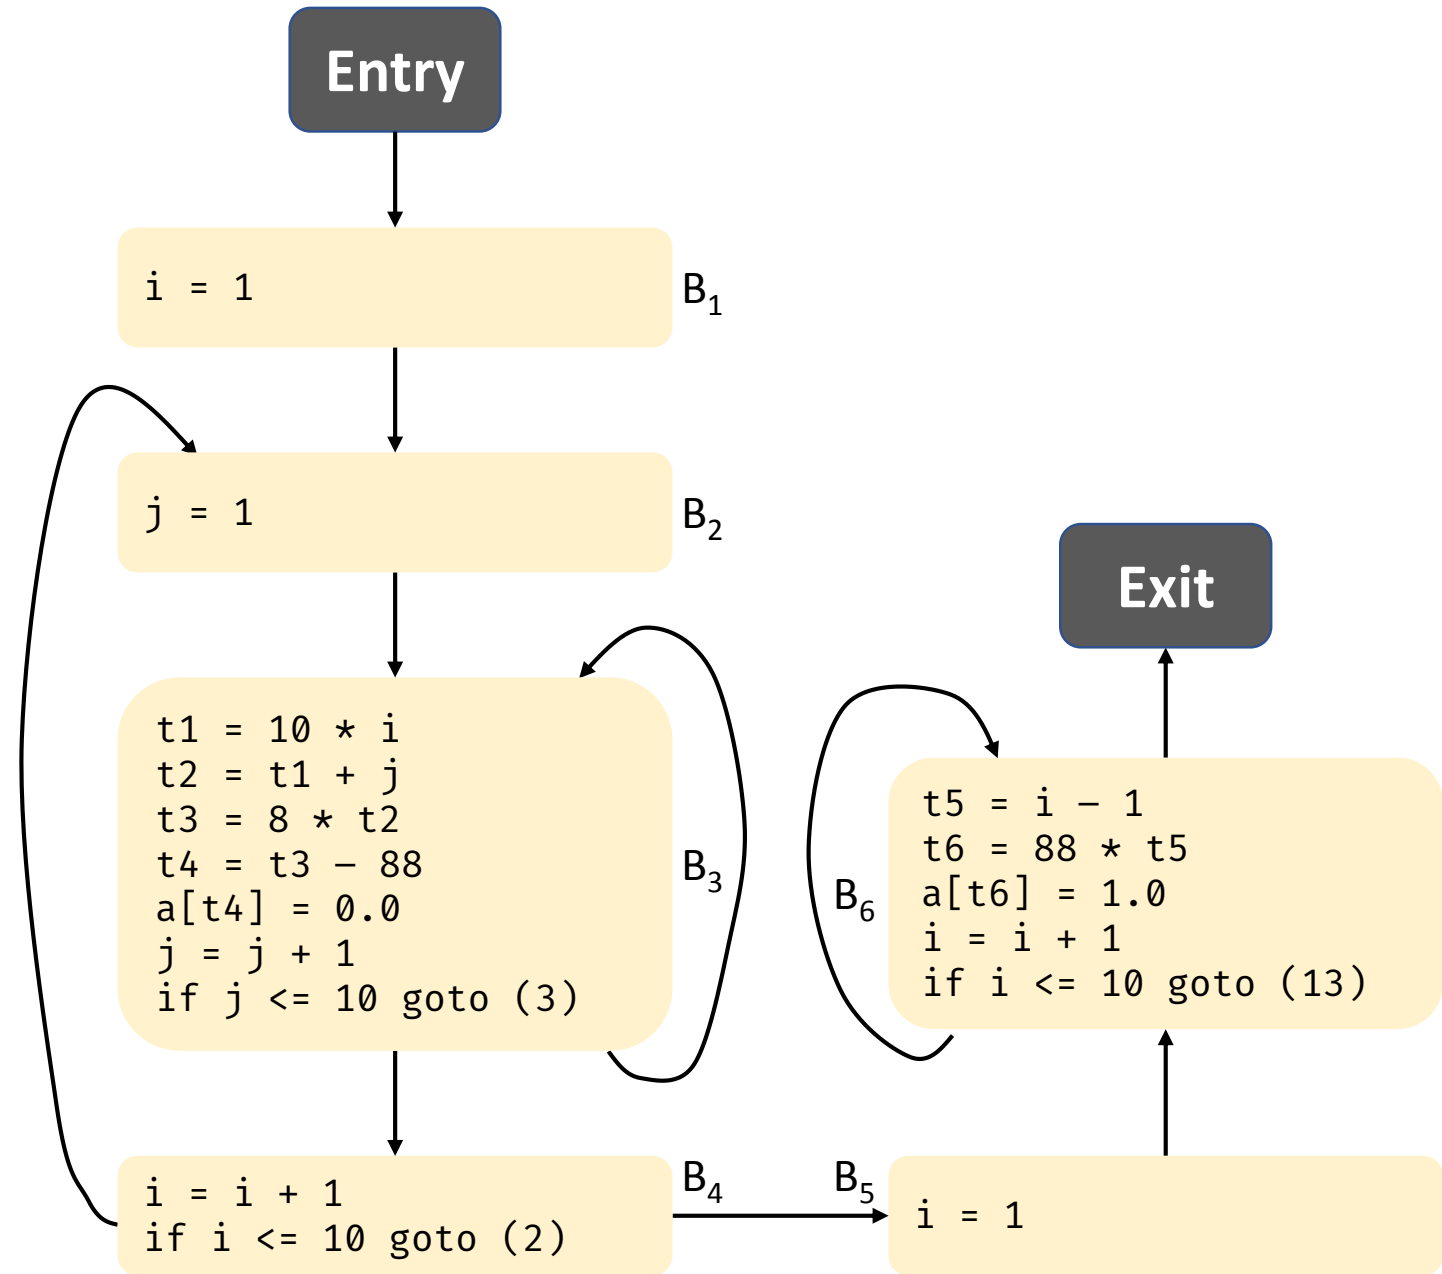 Entry
i = 1
B1
j = 1
B2
t1 = 10 * i
t2 = t1 + j
t3 = 8 * t2
t4 = t3 – 88
a[t4] = 0.0
j = j + 1
if j <= 10 goto (3)
B3
i = i + 1
if i <= 10 goto (2)
B4
B5
i = 1
B6
t5 = i – 1
t6 = 88 * t5
a[t6] = 1.0
i = i + 1
if i <= 10 goto (13)
Exit